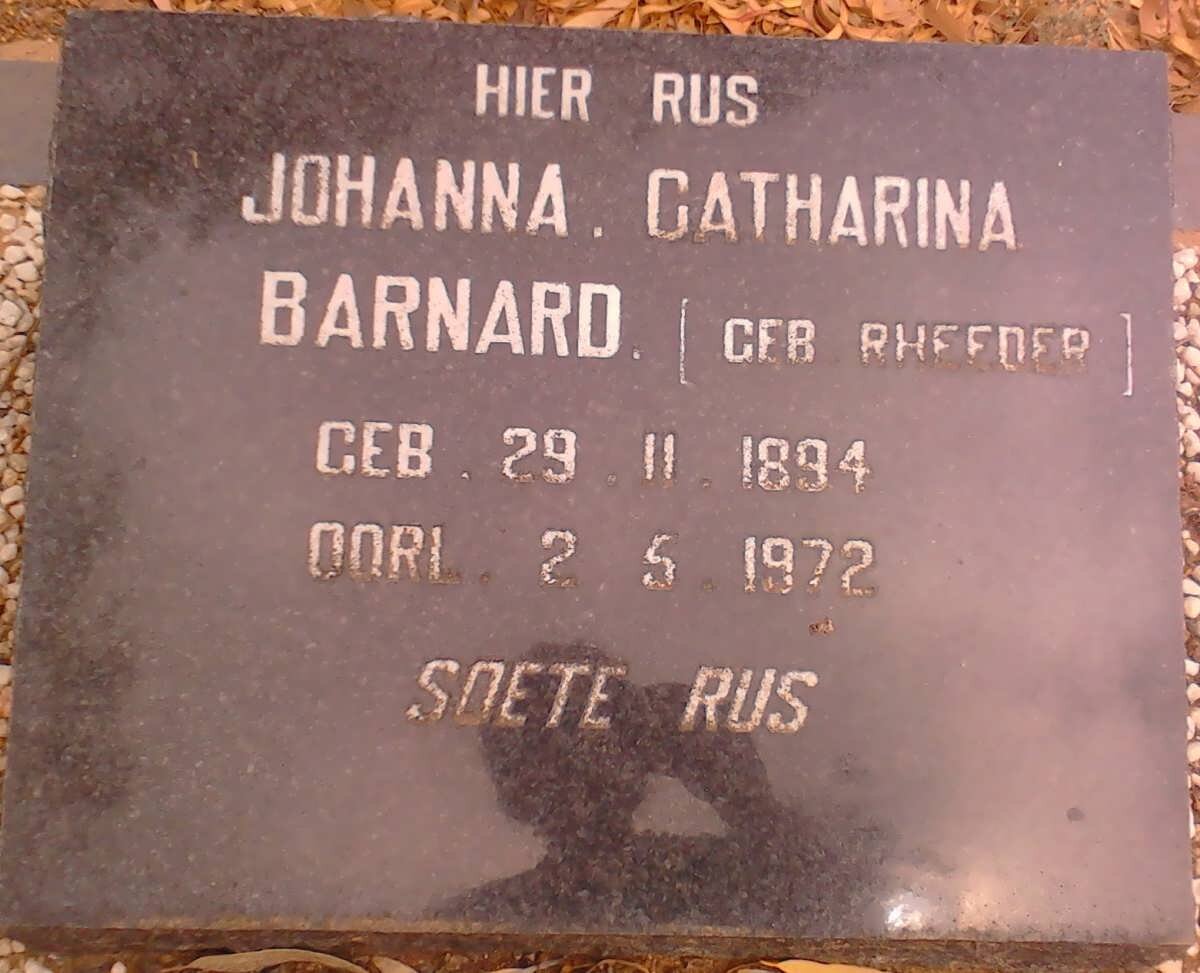 HIER RUS
JOHANNA. CATHARINA
BARNARD. [ GEB RHEEDER ]
GEB. 29. 11. 1894
OORL. 2 5. 1972
SOETE RUS